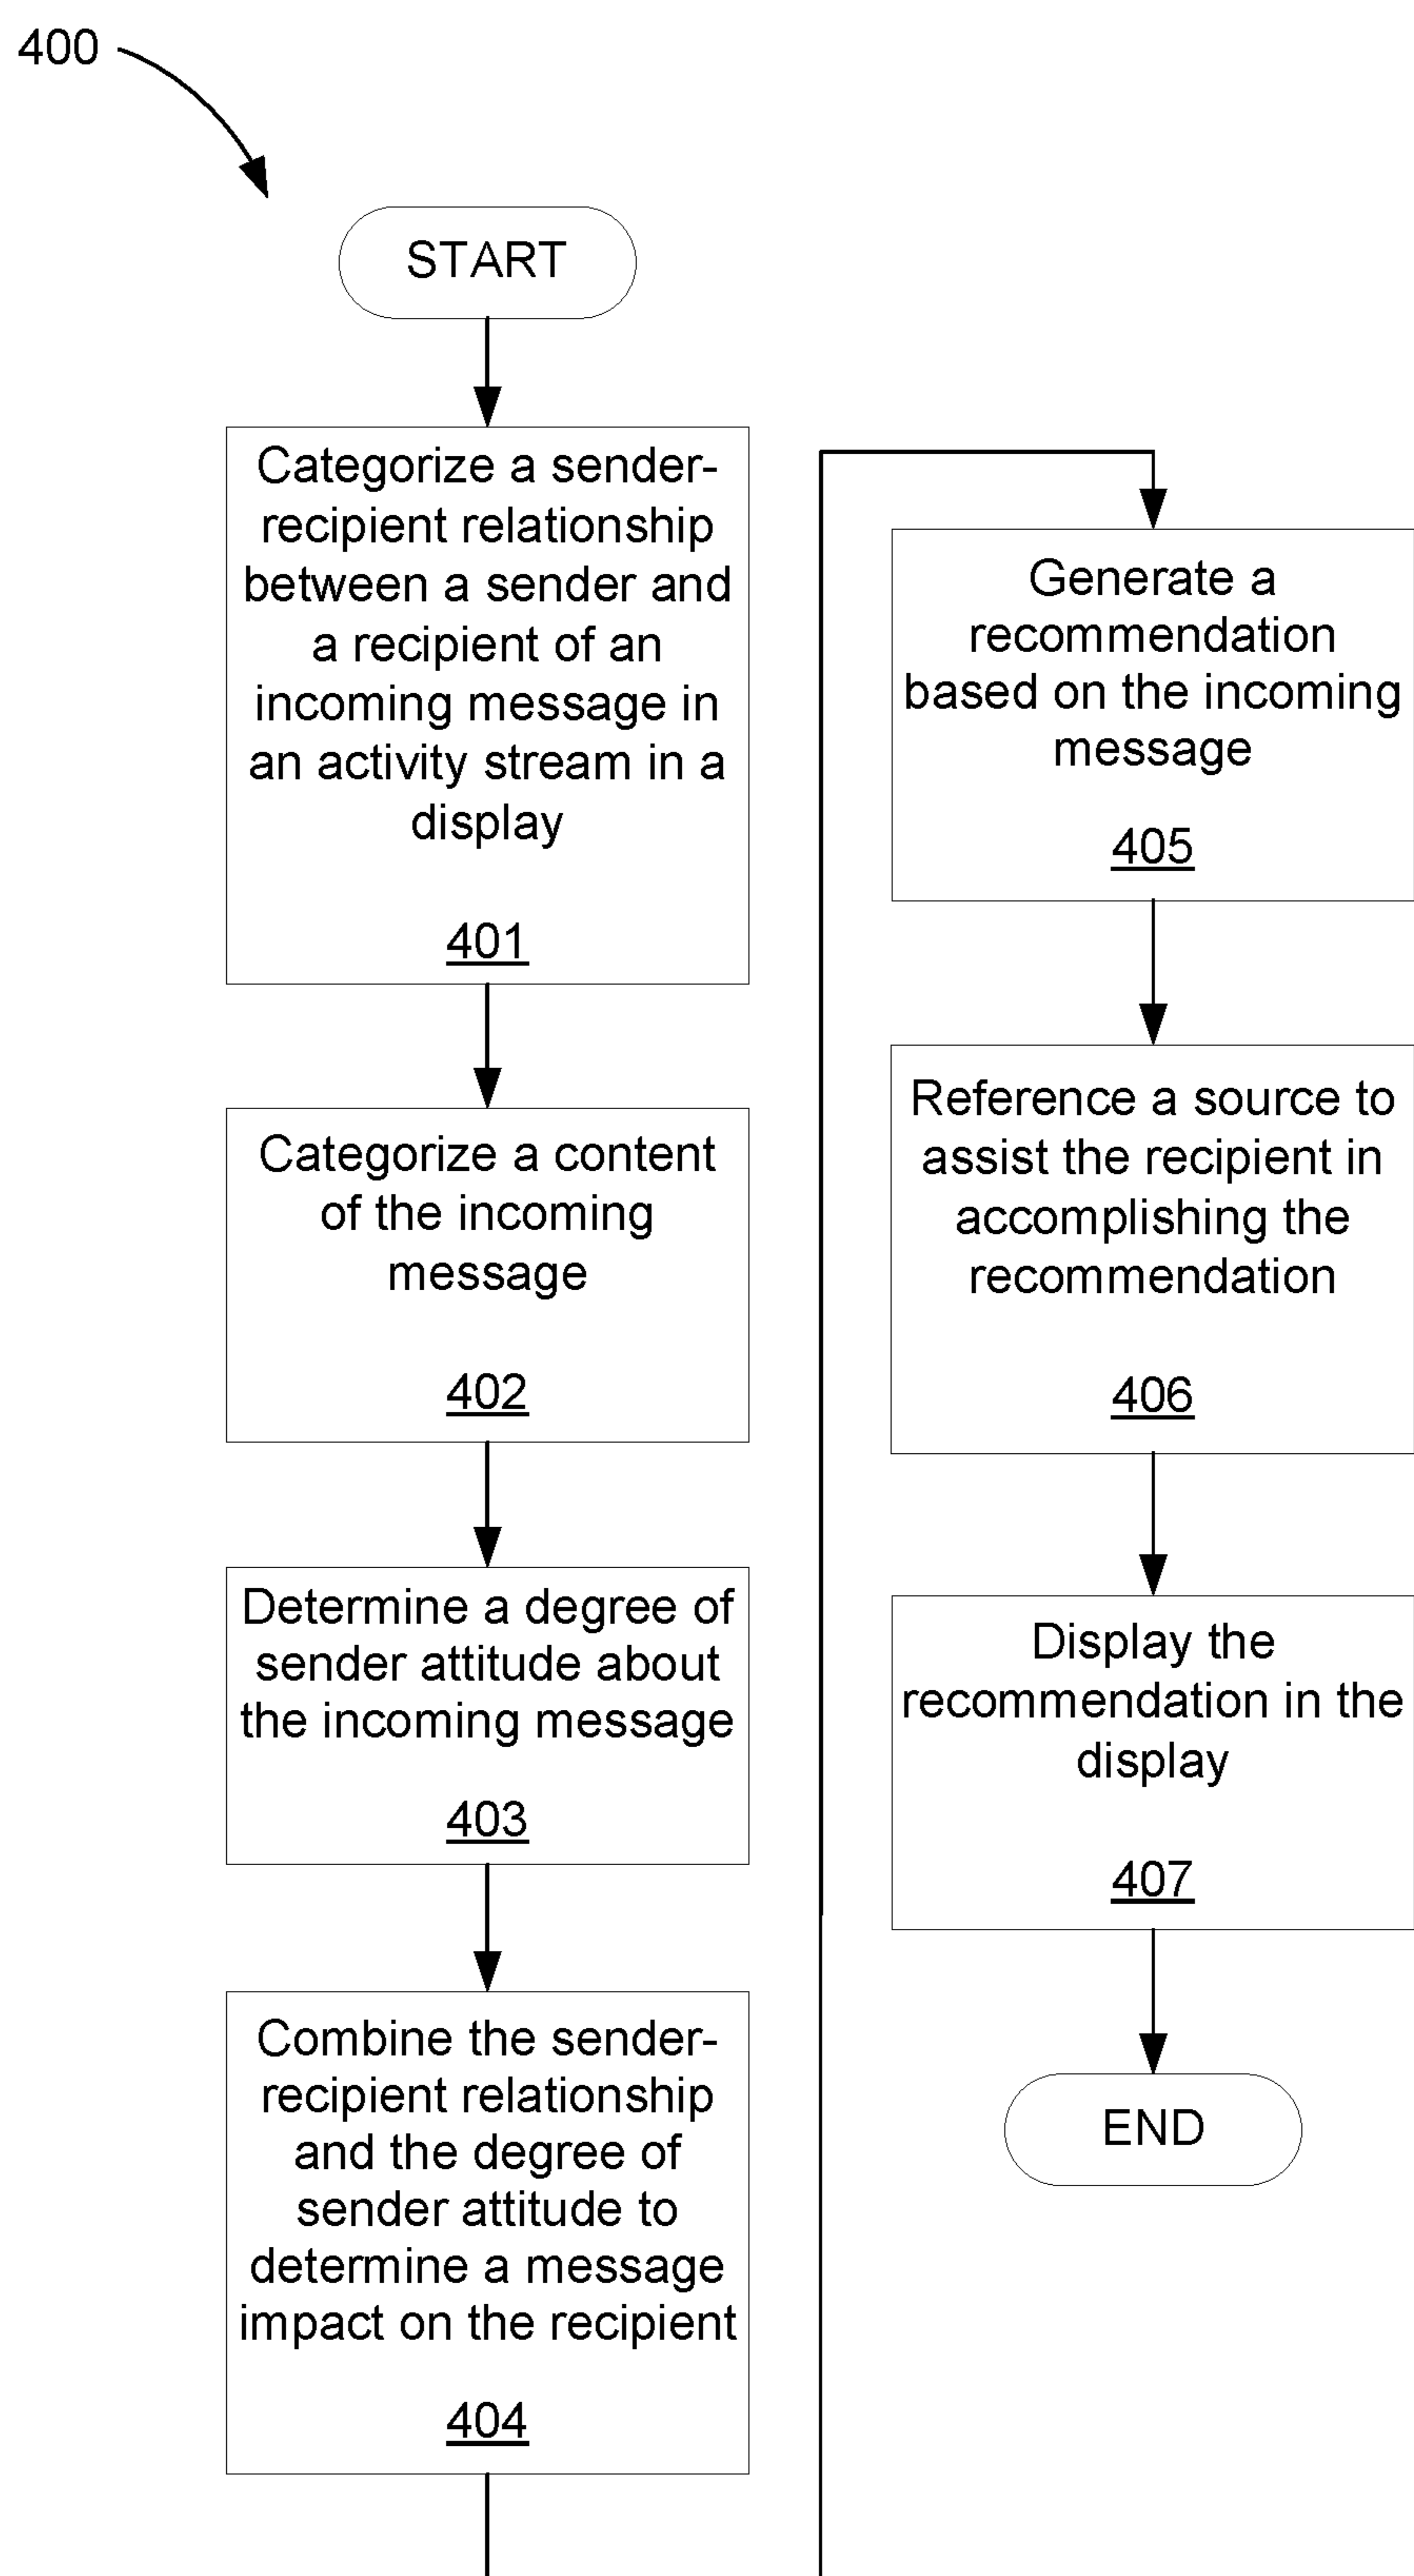 400
START
Categorize a sender-
recipient relationship
between a sender and
a recipient of an
incoming message in
an activity stream in a
display
401
Categorize a content
of the incoming
message
402
Determine a degree of
sender attitude about
the incoming message
403
Combine the sender-
recipient relationship
and the degree of
sender attitude to
determine a message
impact on the recipient
404
Generate a
recommendation
based on the incoming
message
405
Reference a source to
assist the recipient in
accomplishing the
recommendation
406
Display the
recommendation in the
display
407
END